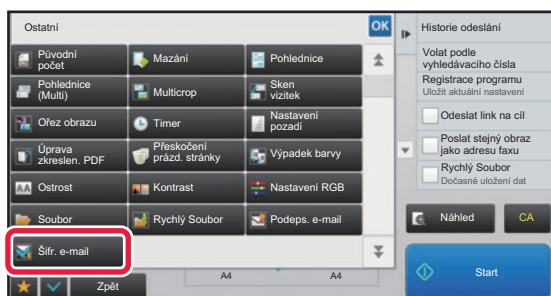 Ostatní
OK
Původní
počet
Mazání
Pohlednice
Pohlednice
(Multi)
Multicrop
Sken
vizitek
Ořez obrazu
Timer
Nastavení
pozadí
Úprava
zkreslen. PDF
Přeskočení
prázd. stránky
Výpadek barvy
Ostrost
Kontrast
Nastavení RGB
Soubor
Rychlý Soubor
Podeps. e-mail
Šifr. e-mail
Zpět
A4
A4
Historie odeslání
Volat podle
vyhledávacího čísla
Registrace programu
Uložit aktuální nastavení
Odeslat link na cíl
Poslat stejný obraz
jako adresu faxu
Rychlý Soubor
Dočasné uložení dat
Náhled
CA
Start